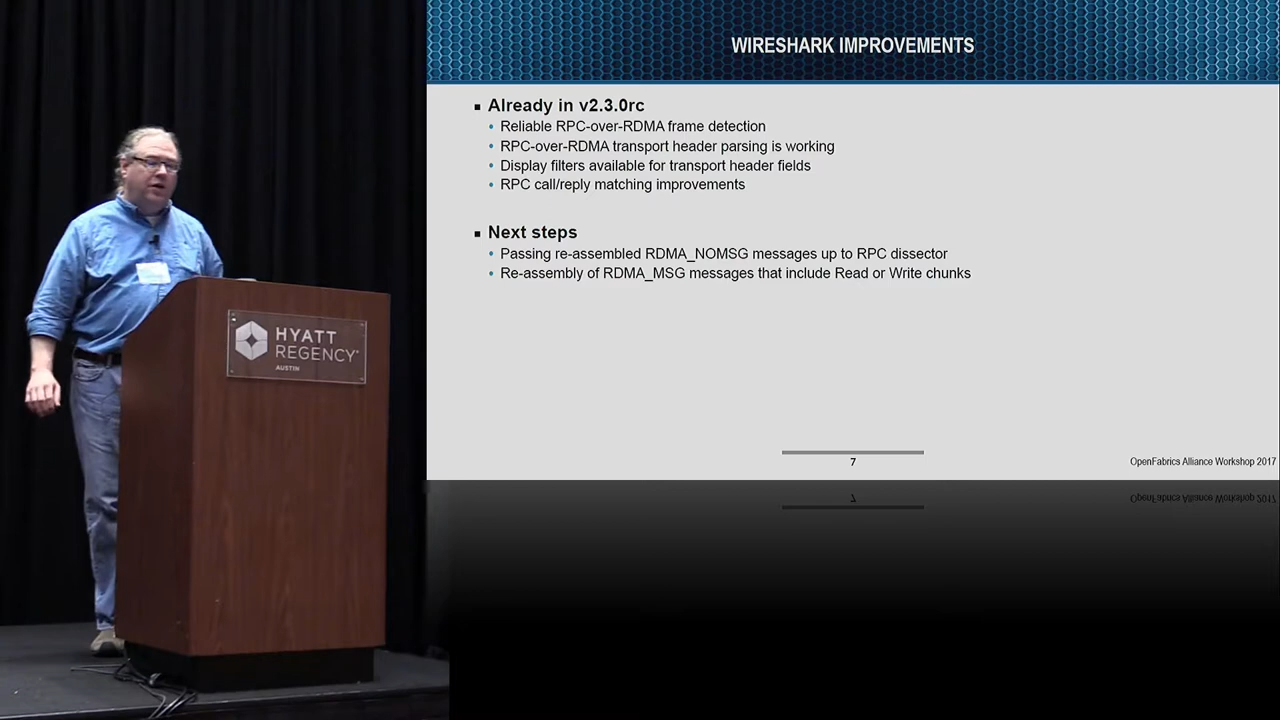 WIRESHARK IMPROVEMENTS
Already in v2.3.0rc
Reliable RPC-over-RDMA frame detection
RPC-over-RDMA transport header parsing is working
Display filters available for transport header fields
RPC call/reply matching improvements
Next steps
Passing re-assembled RDMA_NOMSG messages up to RPC dissector
Re-assembly of RDMA_MSG messages that include Read or Write chunks
7
OpenFabrics Alliance Workshop 2017
HYATT
REGENCY
AUSTIN